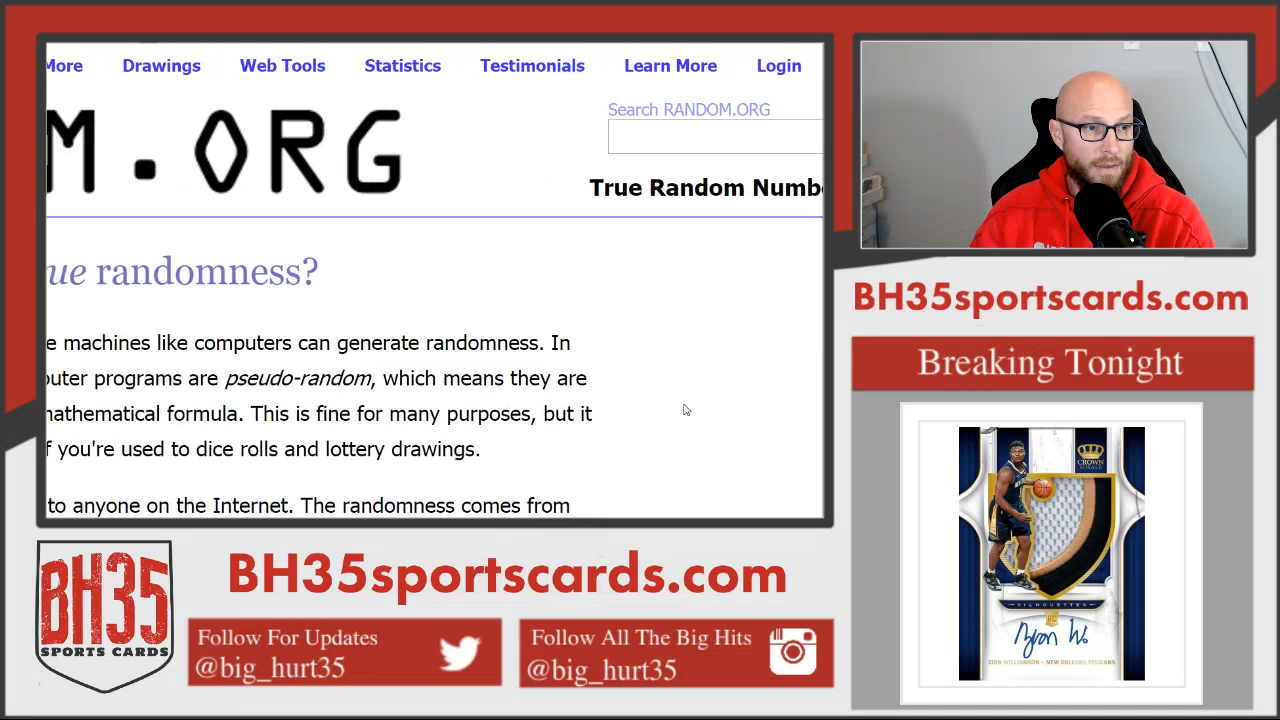 More Drawings Web Tools Statistics Testimonials Learn More Login
M.ORG
Search RANDOM.ORG
True Random Numb
ue randomness?
e machines like computers can generate randomness. In
outer programs are pseudo-random, which means they are
mathematical formula. This is fine for many purposes, but it
f you're used to dice rolls and lottery drawings.
to anyone on the Internet. The randomness comes from
BH35sportscards.com
Breaking Tonight
CROWN
ROYALE
SILHOUETTES
ZION WILLIAMSON • NEW ORLEANS PELICANS
BH35
SPORTS CARDS
BH35sportscards.com
Follow For Updates
@big_hurt35
Follow All The Big Hits
@big_hurt35